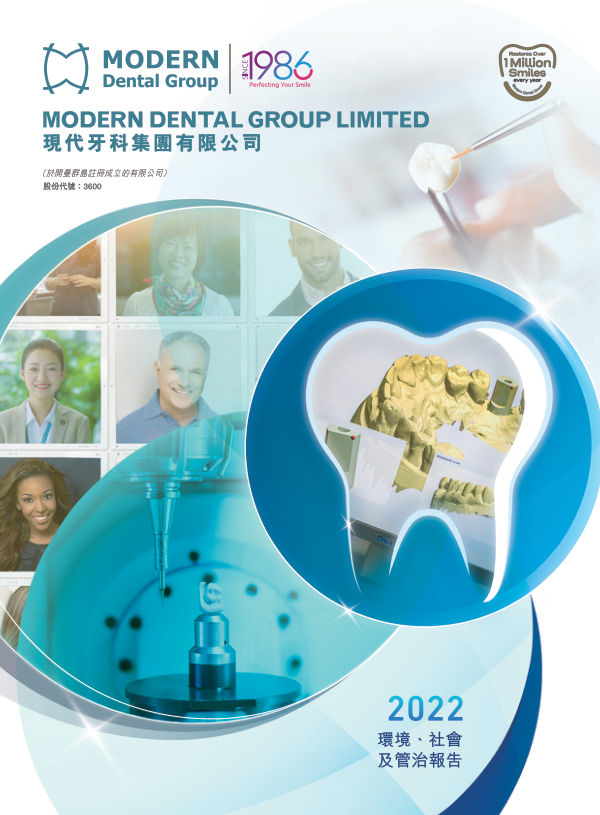 MODERN
Dental Group
SINCE 1986
Perfecting Your Smile
Restores Over
1 Million
Smiles
every year
Modern Dental Group
MODERN DENTAL GROUP LIMITED
現代牙科集團有限公司
(於開曼群島註冊成立的有限公司)
股份代號：3600
2022
環境、社會
及管治報告